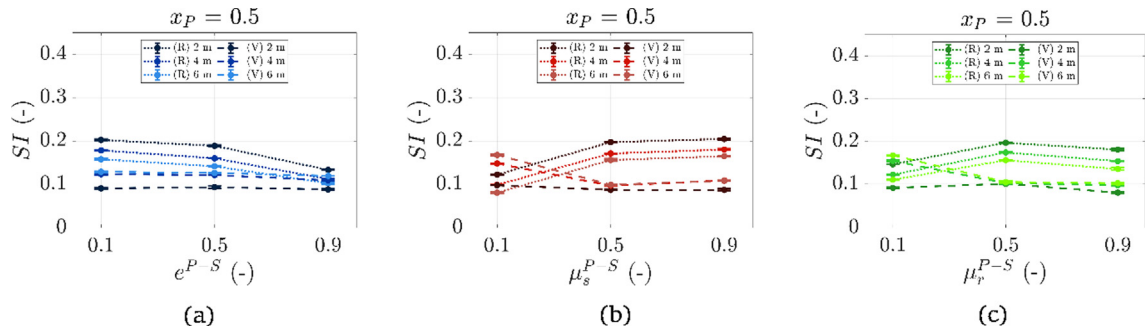 x_P = 0.5
0.4
0.3
0.2
0.1
0
SI (-)
(R) 2 m (V) 2 m
(R) 4 m (V) 4 m
(R) 6 m (V) 6 m
0.1 0.5 0.9
e^{P-S} (-)
(a)
x_P = 0.5
0.4
0.3
0.2
0.1
0
SI (-)
(R) 2 m (V) 2 m
(R) 4 m (V) 4 m
(R) 6 m (V) 6 m
0.1 0.5 0.9
μ_s^{P-S} (-)
(b)
x_P = 0.5
0.4
0.3
0.2
0.1
0
SI (-)
(R) 2 m (V) 2 m
(R) 4 m (V) 4 m
(R) 6 m (V) 6 m
0.1 0.5 0.9
μ_r^{P-S} (-)
(c)